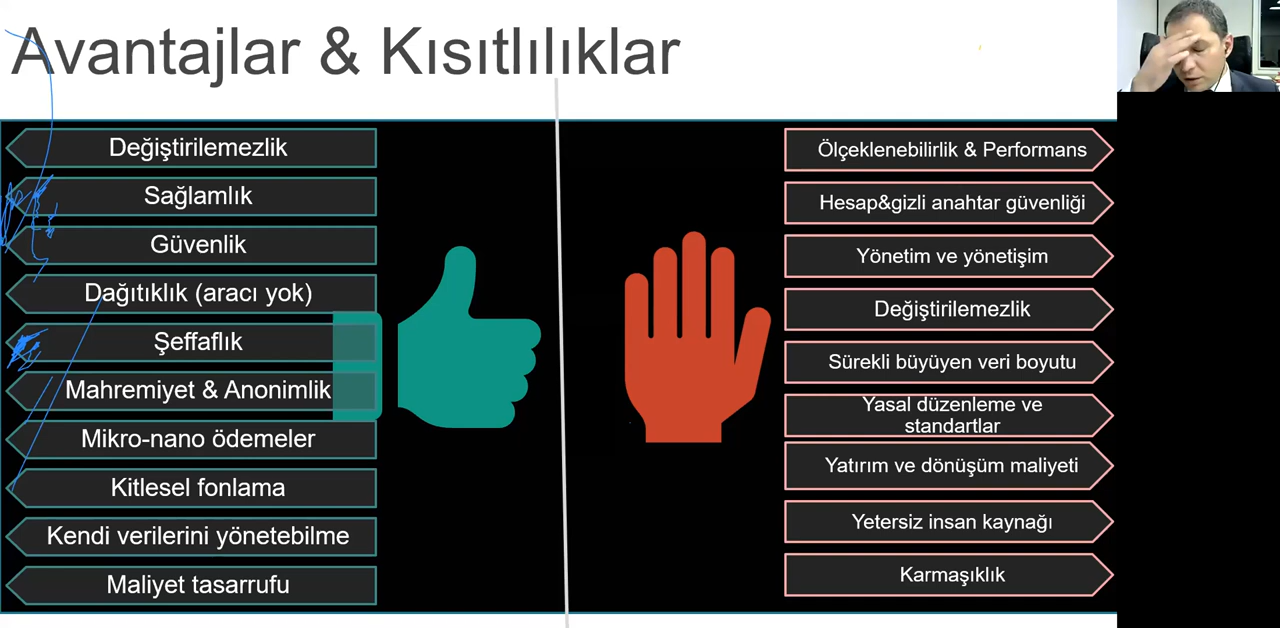 Avantajlar & Kısıtlılıklar
Değiştirilemezlik
Sağlamlık
Güvenlik
Dağıtıklık (aracı yok)
Şeffaflık
Mahremiyet & Anonimlik
Mikro-nano ödemeler
Kitlesel fonlama
Kendi verilerini yönetebilme
Maliyet tasarrufu
Ölçeklenebilirlik & Performans
Hesap&gizli anahtar güvenliği
Yönetim ve yönetişim
Değiştirilemezlik
Sürekli büyüyen veri boyutu
Yasal düzenleme ve
standartlar
Yatırım ve dönüşüm maliyeti
Yetersiz insan kaynağı
Karmaşıklık